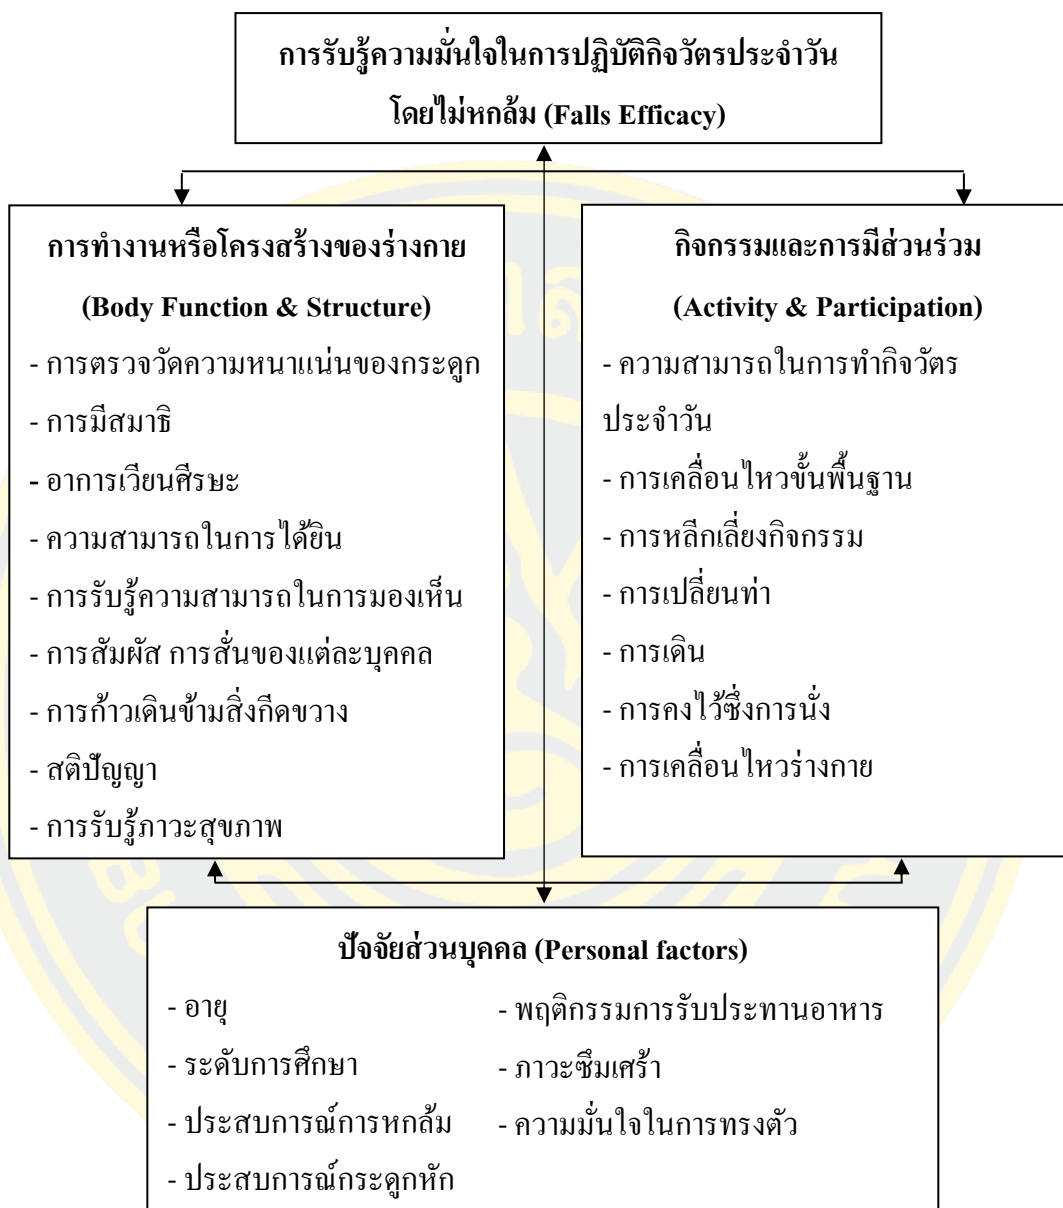 การรับรู้ความมั่นใจในการปฏิบัติกิจวัตรประจำวัน
โดยไม่หกล้ม (Falls Efficacy)
การทำงานหรือโครงสร้างของร่างกาย
(Body Function & Structure)
- การตรวจวัดความหนาแน่นของกระดูก
- การมีสมาธิ
- อาการเวียนศีรษะ
- ความสามารถในการได้ยิน
- การรับรู้ความสามารถในการมองเห็น
- การสัมผัส การสั่นของแต่ละบุคคล
- การก้าวเดินข้ามสิ่งกีดขวาง
- สติปัญญา
- การรับรู้ภาวะสุขภาพ
กิจกรรมและการมีส่วนร่วม
(Activity & Participation)
- ความสามารถในการทำกิจวัตร
ประจำวัน
- การเคลื่อนไหวขั้นพื้นฐาน
- การหลีกเลี่ยงกิจกรรม
- การเปลี่ยนท่า
- การเดิน
- การคงไว้ซึ่งการนั่ง
- การเคลื่อนไหวร่างกาย
ปัจจัยส่วนบุคคล (Personal factors)
- อายุ
- ระดับการศึกษา
- ประสบการณ์การหกล้ม
- ประสบการณ์กระดูกหัก
- พฤติกรรมการรับประทานอาหาร
- ภาวะซึมเศร้า
- ความมั่นใจในการทรงตัว